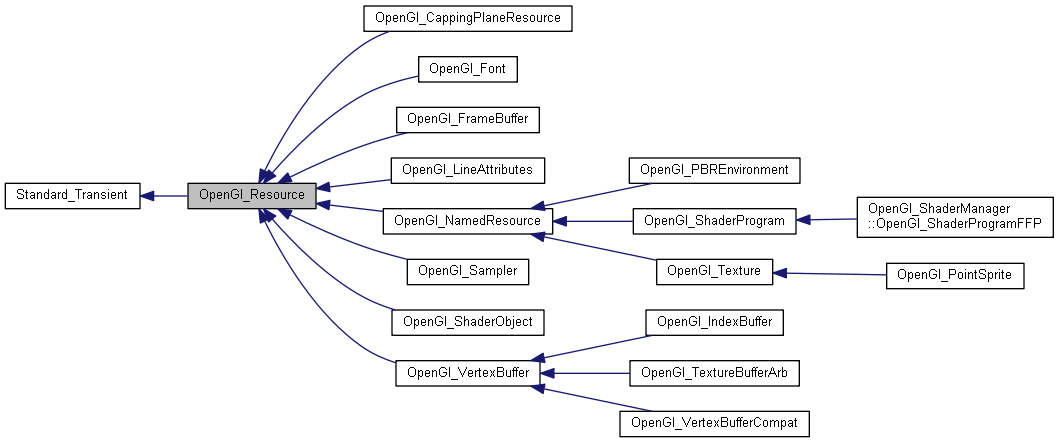 OpenGl_CappingPlaneResource
OpenGl_Font
OpenGl_FrameBuffer
OpenGl_LineAttributes
OpenGl_PBREnvironment
Standard_Transient
OpenGl_Resource
OpenGl_NamedResource
OpenGl_ShaderProgram
OpenGl_ShaderManager
::OpenGl_ShaderProgramFFP
OpenGl_Sampler
OpenGl_Texture
OpenGl_PointSprite
OpenGl_ShaderObject
OpenGl_IndexBuffer
OpenGl_VertexBuffer
OpenGl_TextureBufferArb
OpenGl_VertexBufferCompat